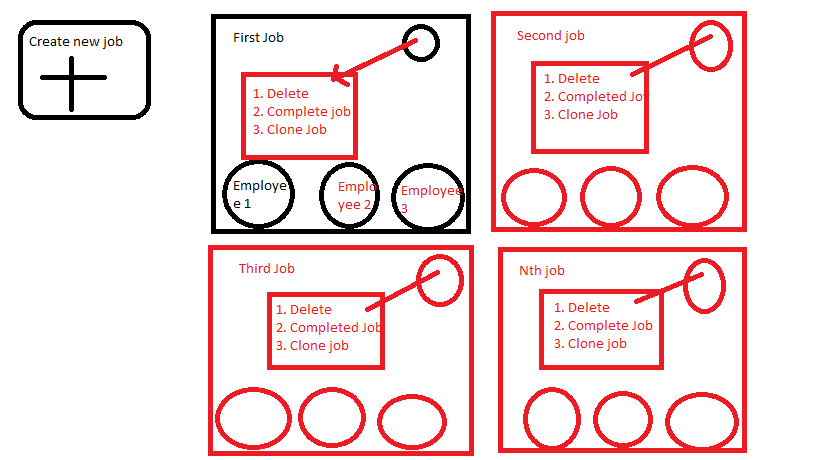 Create new job
First Job
1. Delete
2. Complete job
3. Clone Job
Employe
e 1
Emplo
yee 2
Employee
3
Second job
1. Delete
2. Completed Job
3. Clone Job
Third Job
1. Delete
2. Completed Job
3. Clone job
Nth job
1. Delete
2. Complete Job
3. Clone job